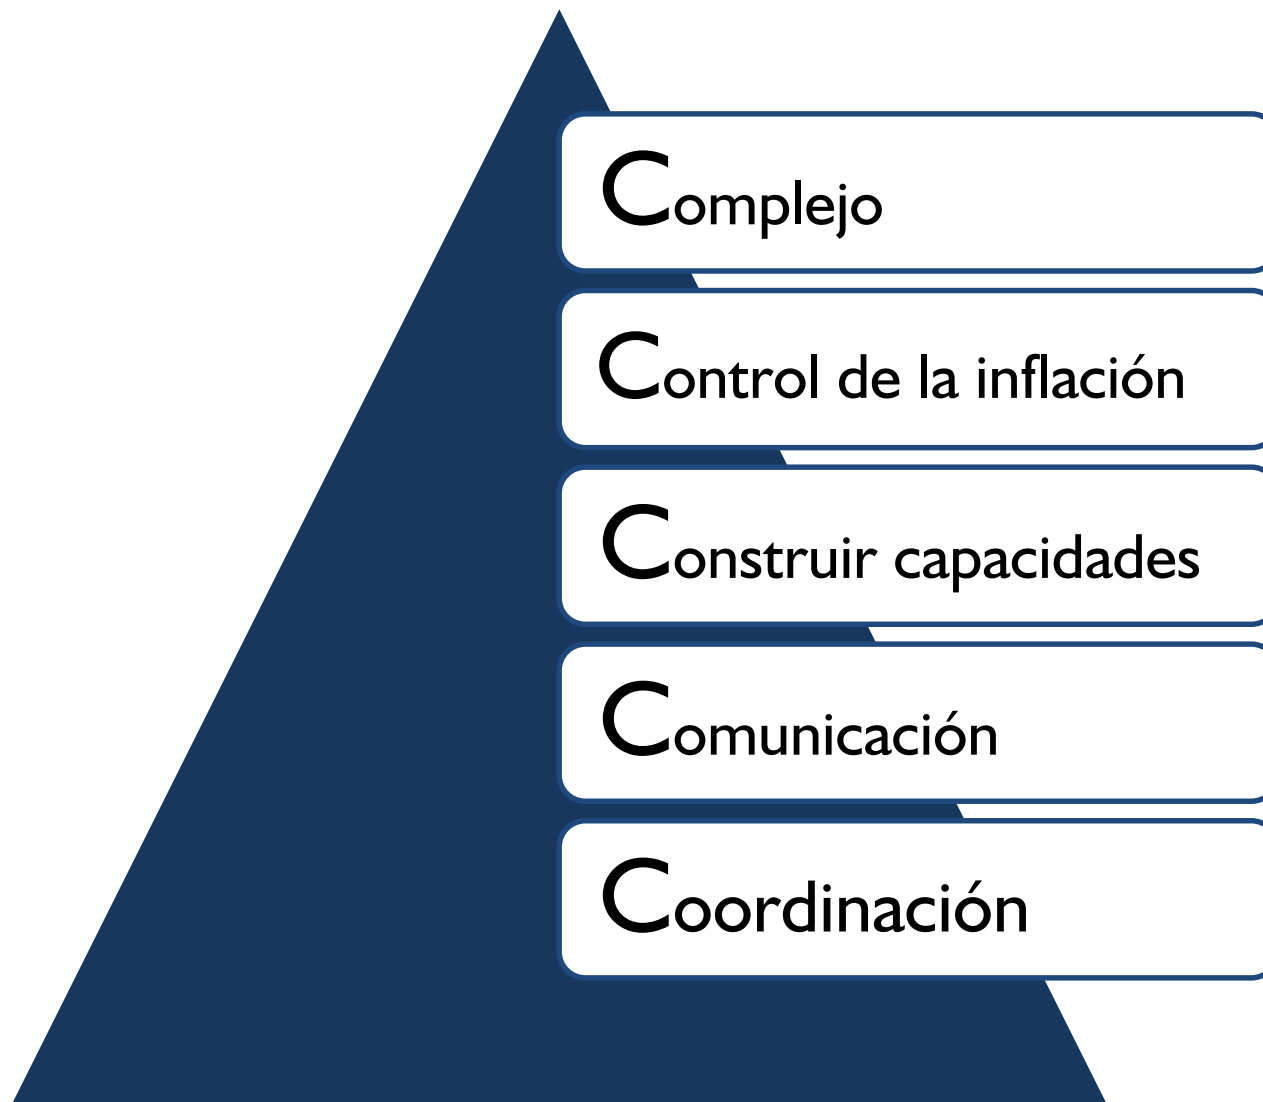 Complejo
Control de la inflación
Construir capacidades
Comunicación
Coordinación